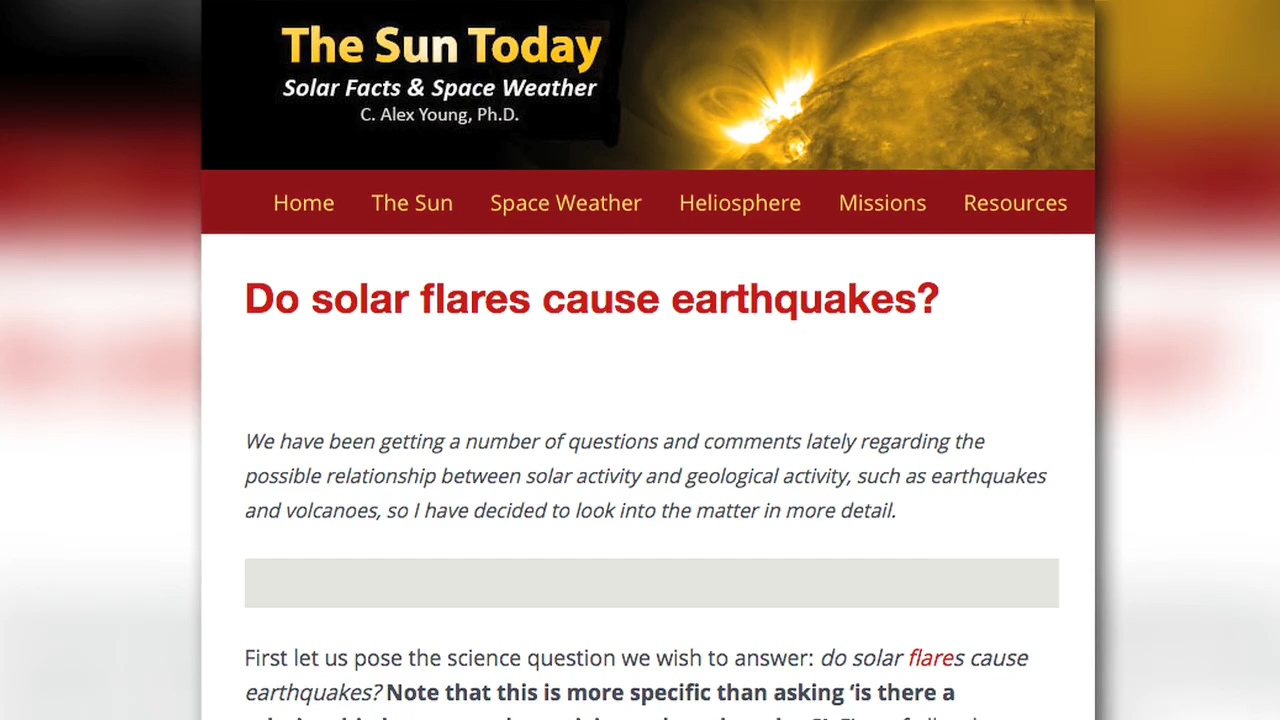 The Sun Today
Solar Facts & Space Weather
C. Alex Young, Ph.D.
Home The Sun Space Weather Heliosphere Missions Resources
Do solar flares cause earthquakes?
We have been getting a number of questions and comments lately regarding the
possible relationship between solar activity and geological activity, such as earthquakes
and volcanoes, so I have decided to look into the matter in more detail.
First let us pose the science question we wish to answer: do solar flares cause
earthquakes? Note that this is more specific than asking ‘is there a